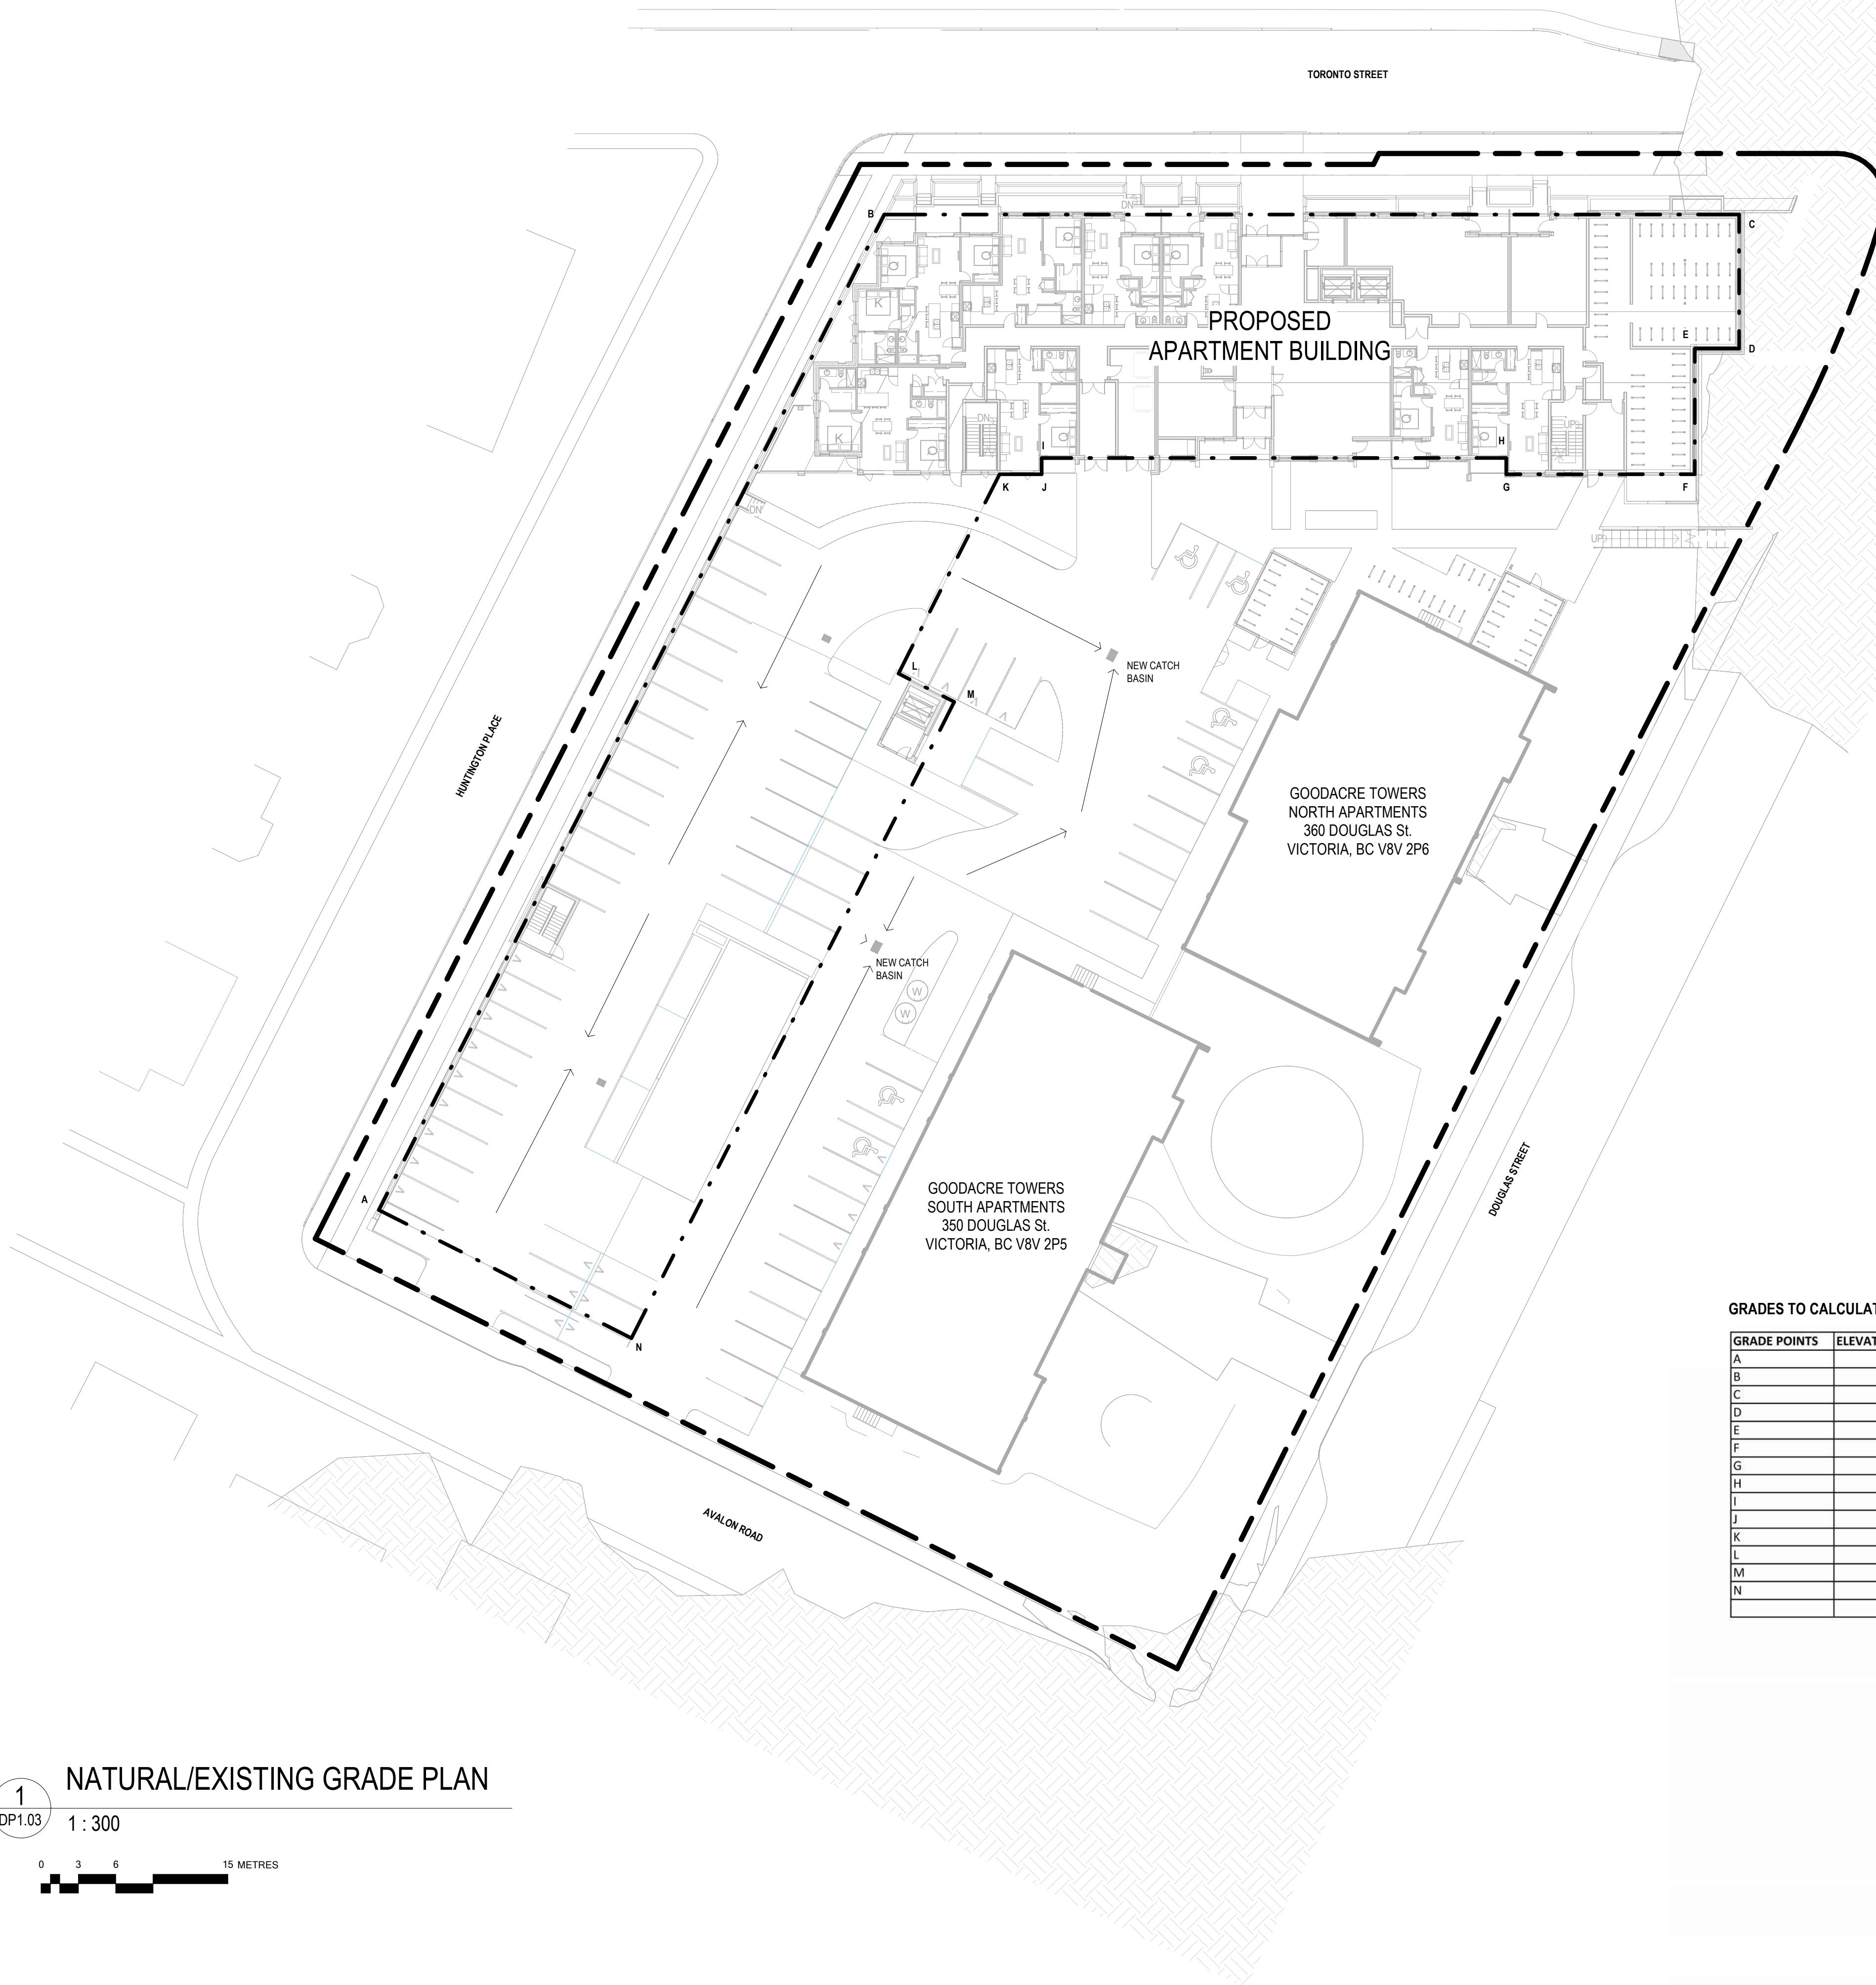 TORONTO STREET
B
C
DN
K
PROPOSED
APARTMENT BUILDING
E
D
K
DN
UP
I
H
K
J
G
F
DN
UP
L
M
NEW CATCH
BASIN
HUNTINGTON PLACE
GOODACRE TOWERS
NORTH APARTMENTS
360 DOUGLAS St.
VICTORIA, BC V8V 2P6
NEW CATCH
BASIN
W
W
A
GOODACRE TOWERS
SOUTH APARTMENTS
350 DOUGLAS St.
VICTORIA, BC V8V 2P5
DOUGLAS STREET
N
AVALON ROAD
GRADES TO CALCULAT
GRADE POINTS ELEVAT
A
B
C
D
E
F
G
H
I
J
K
L
M
N
1
DP1.03
NATURAL/EXISTING GRADE PLAN
1 : 300
0 3 6 15 METRES